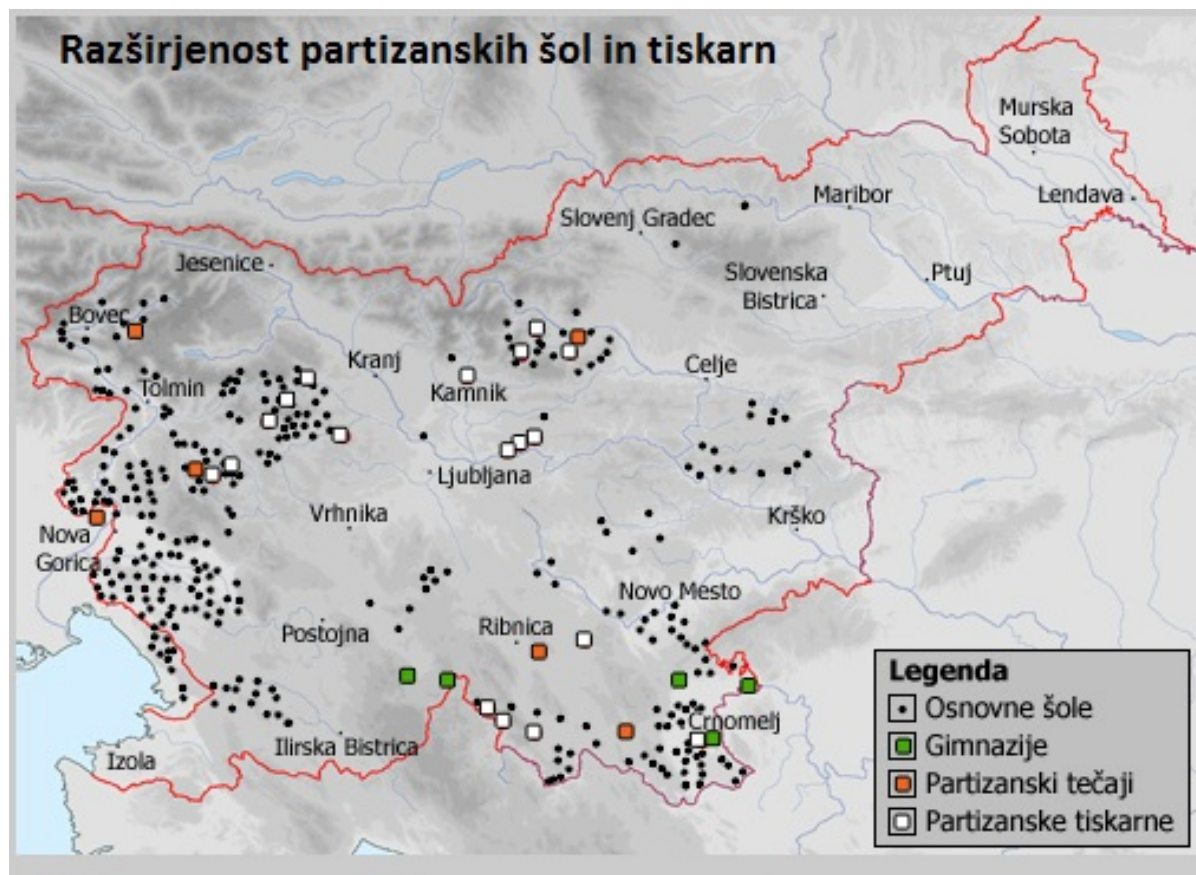 Razširjenost partizanskih šol in tiskarn
Murska
Sobota
Maribor
Lendava
Slovenj Gradec
Jesenice
Slovenska
Bistrica
Ptuj
Bovec
Kranj
Celje
Tolmin
Kamnik
Ljubljana
Vrhnika
Krško
Nova
Gorica
Novo Mesto
Postojna
Ribnica
Črnomelj
Ilirska Bistrica
Izola
Legenda
Osnovne šole
Gimnazije
Partizanski tečaji
Partizanske tiskarne